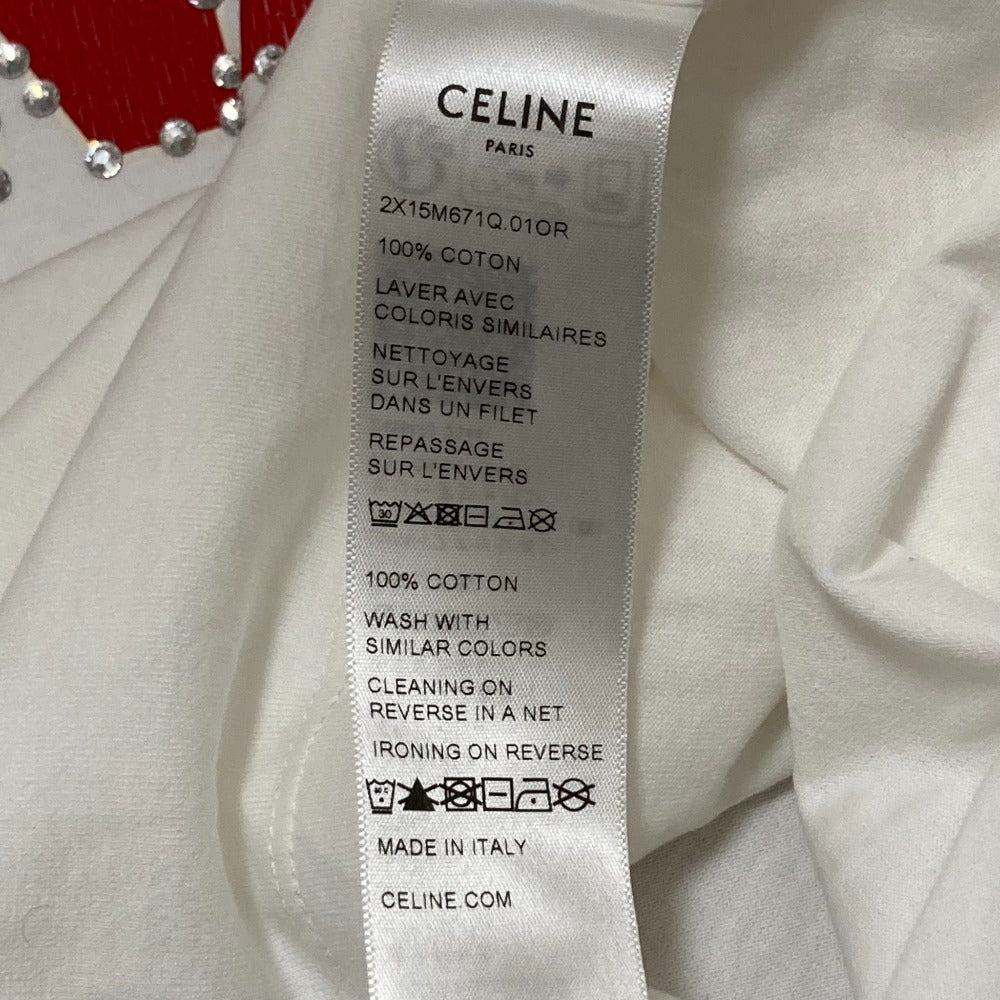 CELINE
PARIS
2X15M671Q.01OR
100% COTON
LAVER AVEC
COLORIS SIMILAIRES
NETTOYAGE
SUR L'ENVERS
DANS UN FILET
REPASSAGE
SUR L'ENVERS
30
100% COTTON
WASH WITH
SIMILAR COLORS
CLEANING ON
REVERSE IN A NET
IRONING ON REVERSE
MADE IN ITALY
CELINE.COM